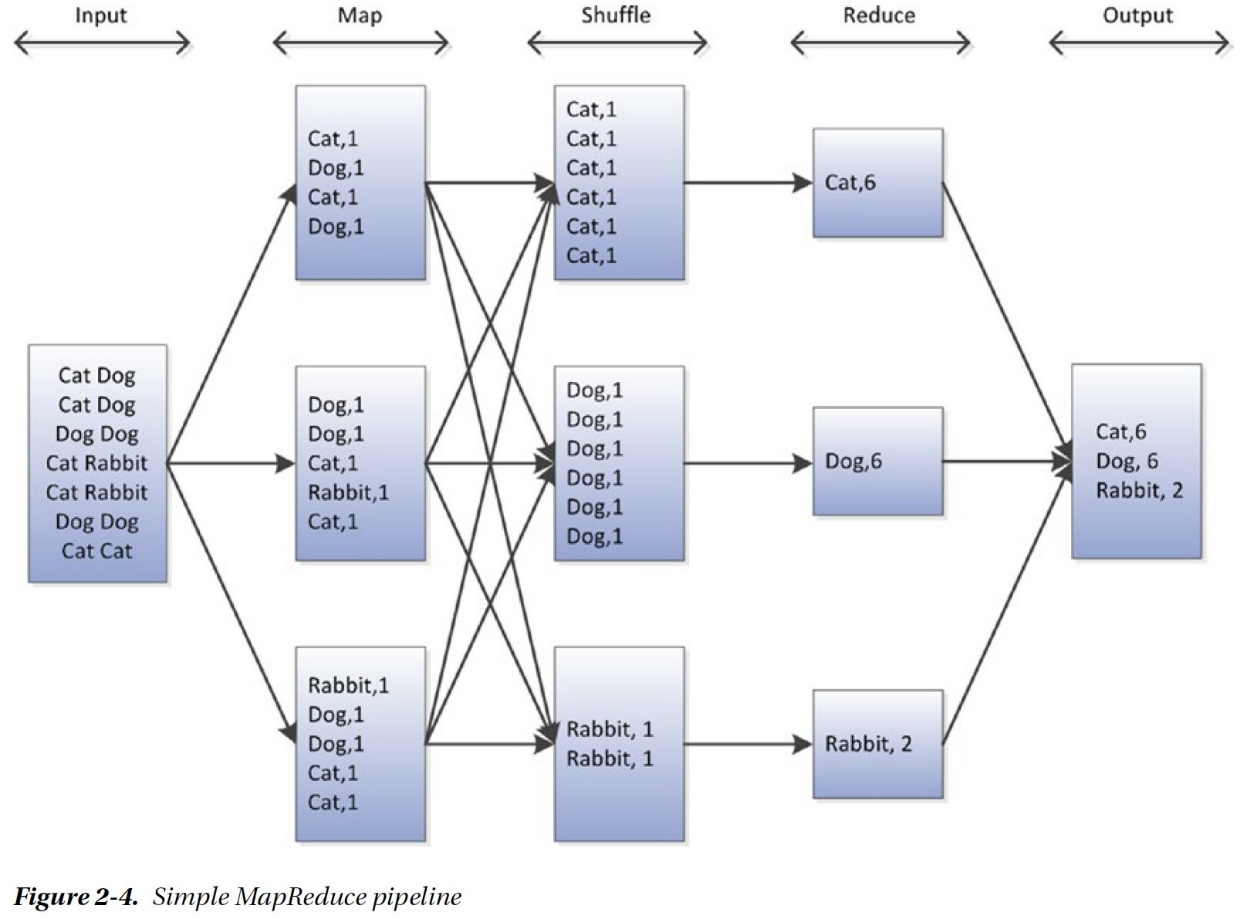 Input
Map
Shuffle
Reduce
Output
Cat Dog
Cat Dog
Dog Dog
Cat Rabbit
Cat Rabbit
Dog Dog
Cat Cat
Cat,1
Dog,1
Cat,1
Dog,1
Dog,1
Dog,1
Cat,1
Rabbit,1
Cat,1
Rabbit,1
Dog,1
Dog,1
Cat,1
Cat,1
Cat,1
Cat,1
Cat,1
Cat,1
Cat,1
Cat,1
Dog,1
Dog,1
Dog,1
Dog,1
Dog,1
Dog,1
Rabbit, 1
Rabbit, 1
Cat,6
Dog,6
Rabbit, 2
Cat,6
Dog, 6
Rabbit, 2
Figure 2-4. Simple MapReduce pipeline